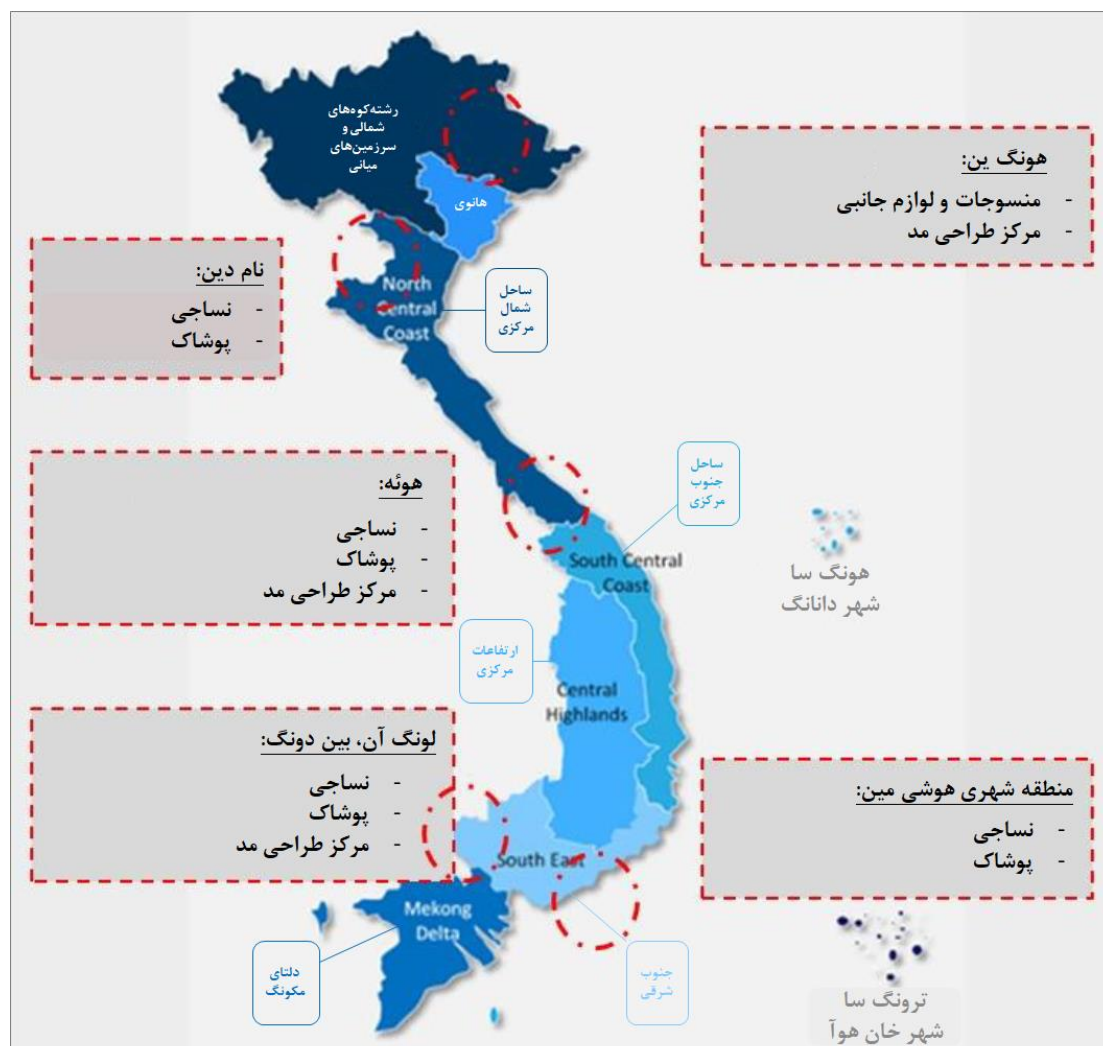 رشته‌کوه‌های
شمالی و
سرزمین‌های
میانی
هانوی
هونگ ین:
- منسوجات و لوازم جانبی
- مرکز طراحی مد
نام دین:
- نساجی
- پوشاک
North
Central
Coast
ساحل
شمال
مرکزی
هوئه:
- نساجی
- پوشاک
- مرکز طراحی مد
ساحل
جنوب
مرکزی
South Central
Coast
هونگ سا
شهر دانانگ
ارتفاعات
مرکزی
Central
Highlands
لونگ آن، بین دونگ:
- نساجی
- پوشاک
- مرکز طراحی مد
منطقه شهری هوشی مین:
- نساجی
- پوشاک
South East
Mekong
Delta
دلتای
مکونگ
جنوب
شرقی
ترونگ سا
شهر خان هوآ